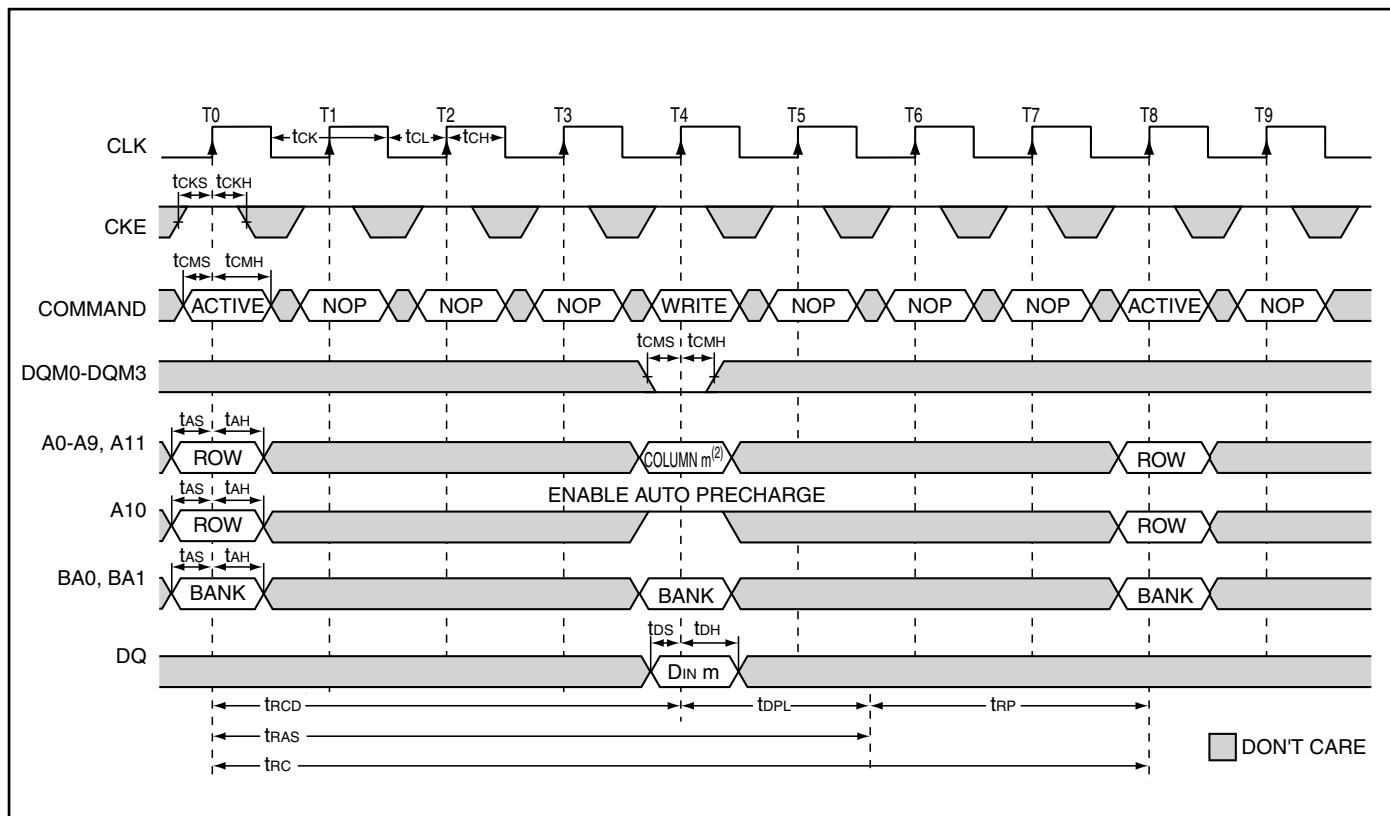 T0 T1 T2 T3 T4 T5 T6 T7 T8 T9
tCK tCL tCH
CLK
tCKS tCKH
CKE
tCMS tCMH
COMMAND ACTIVE NOP NOP NOP WRITE NOP NOP NOP ACTIVE NOP
tCMS tCMH
DQM0-DQM3
tAS tAH
A0-A9, A11 ROW COLUMN m(2) ROW
tAS tAH ENABLE AUTO PRECHARGE
A10 ROW ROW
tAS tAH
BA0, BA1 BANK BANK BANK
tDS tDH
DQ DIN m
tRCD tDPL tRP
tRAS
tRC
DON'T CARE